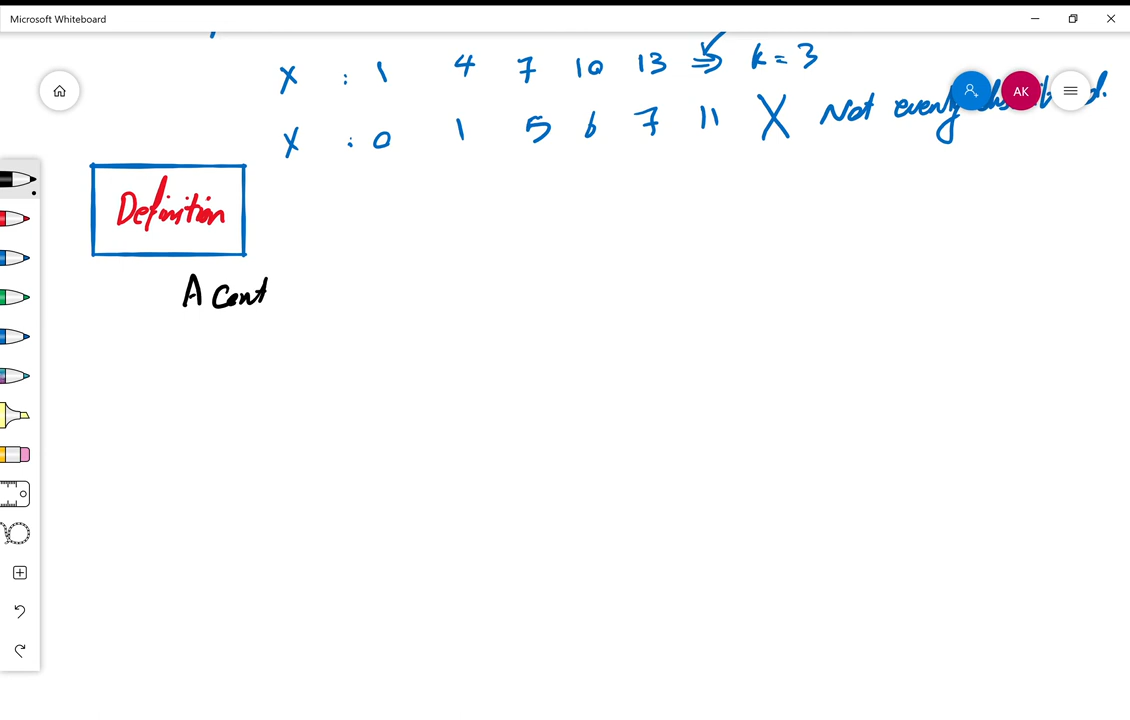 Microsoft Whiteboard
X : 1 4 7 10 13 ⇒ k = 3
AK
X : 0 1 5 6 7 11 X Not evenly
Definition
A cont